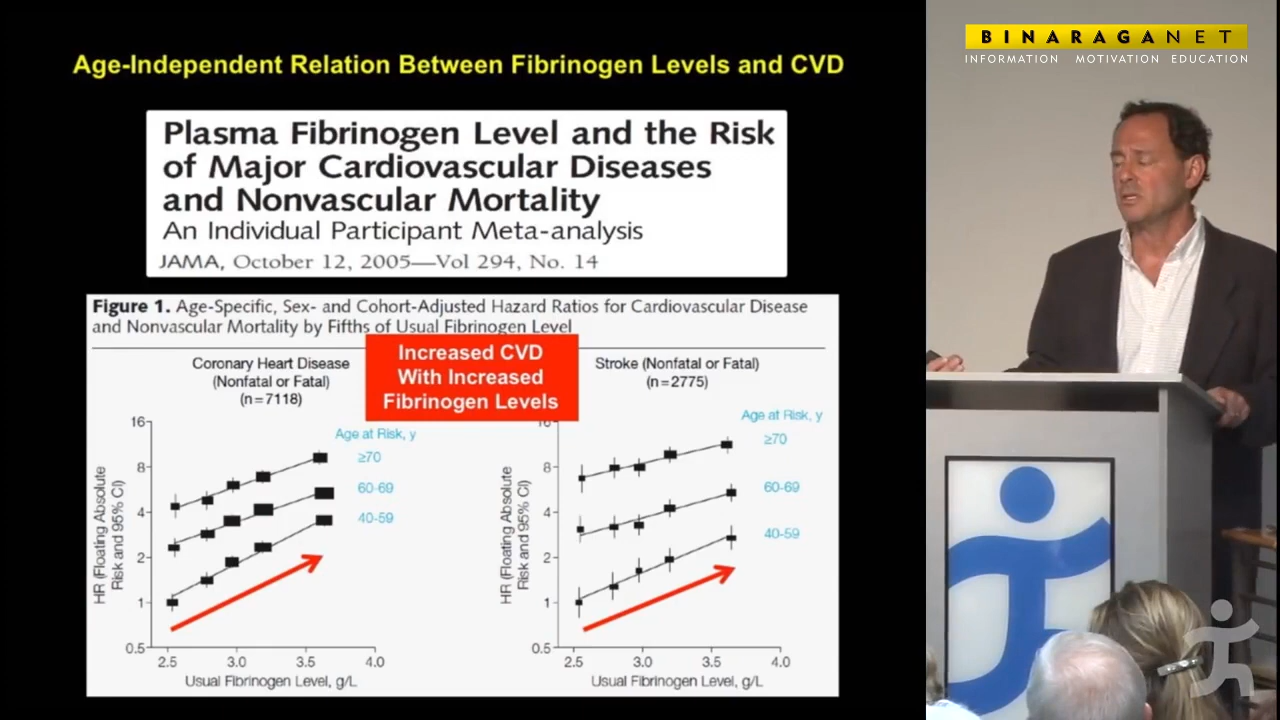 Age-Independent Relation Between Fibrinogen Levels and CVD
Plasma Fibrinogen Level and the Risk
of Major Cardiovascular Diseases
and Nonvascular Mortality
An Individual Participant Meta-analysis
JAMA, October 12, 2005—Vol 294, No. 14
Figure 1. Age-Specific, Sex- and Cohort-Adjusted Hazard Ratios for Cardiovascular Disease
and Nonvascular Mortality by Fifths of Usual Fibrinogen Level
Increased CVD
With Increased
Fibrinogen Levels
Coronary Heart Disease
(Nonfatal or Fatal)
(n=7118)
HR (Floating Absolute
Risk and 95% CI)
16
8
4
2
1
0.5
Age at Risk, y
≥70
60-69
40-59
2.5 3.0 3.5 4.0
Usual Fibrinogen Level, g/L
Stroke (Nonfatal or Fatal)
(n=2775)
HR (Floating Absolute
Risk and 95% CI)
16
8
4
2
1
0.5
Age at Risk, y
≥70
60-69
40-59
2.5 3.0 3.5 4.0
Usual Fibrinogen Level, g/L
BINARAGANET
INFORMATION MOTIVATION EDUCATION